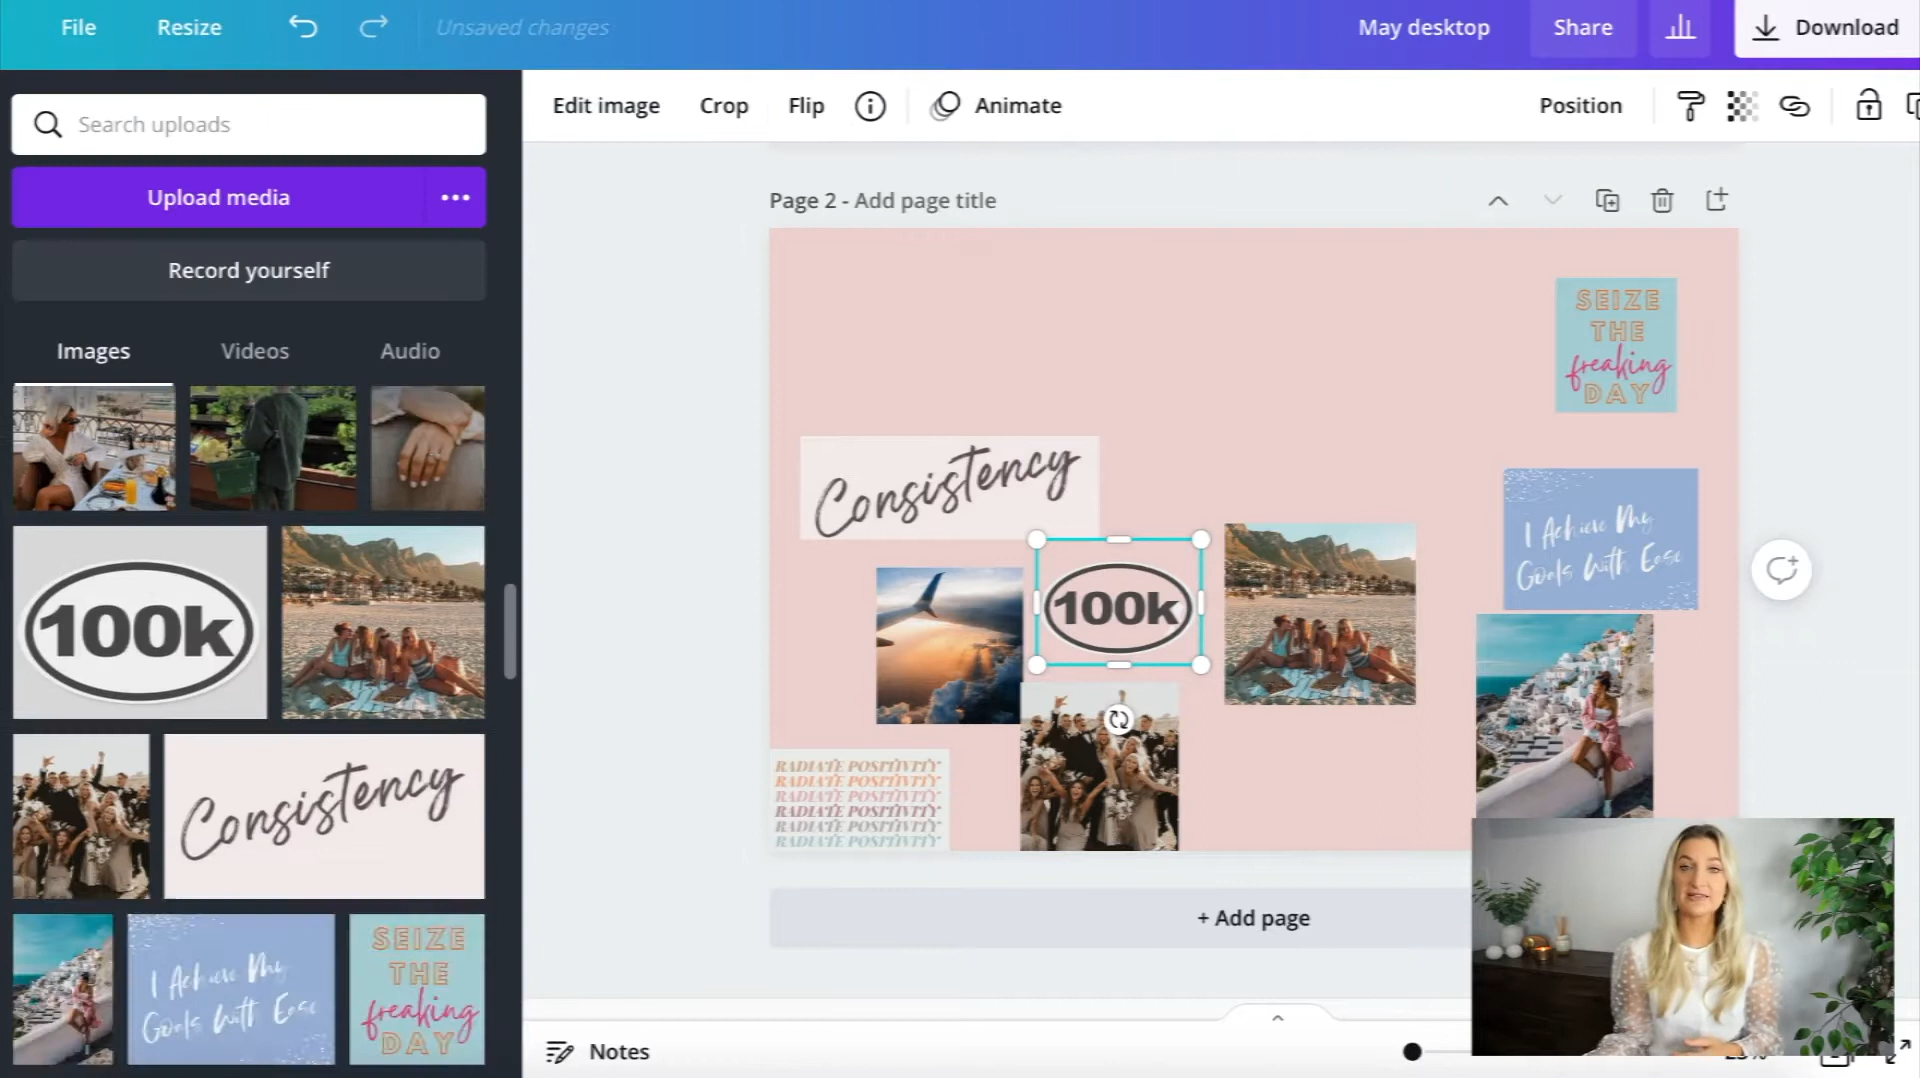 File Resize Unsaved changes May desktop Share Download
Search uploads
Upload media
Record yourself
Images Videos Audio
100k
Consistency
I Achieve My
Goals With Ease
SEIZE
THE
freaking
DAY
Edit image Crop Flip Animate Position
Page 2 - Add page title
SEIZE
THE
freaking
DAY
Consistency
I Achieve My
Goals With Ease
100k
RADIATE POSITIVITY
RADIATE POSITIVITY
RADIATE POSITIVITY
RADIATE POSITIVITY
RADIATE POSITIVITY
RADIATE POSITIVITY
+ Add page
Notes